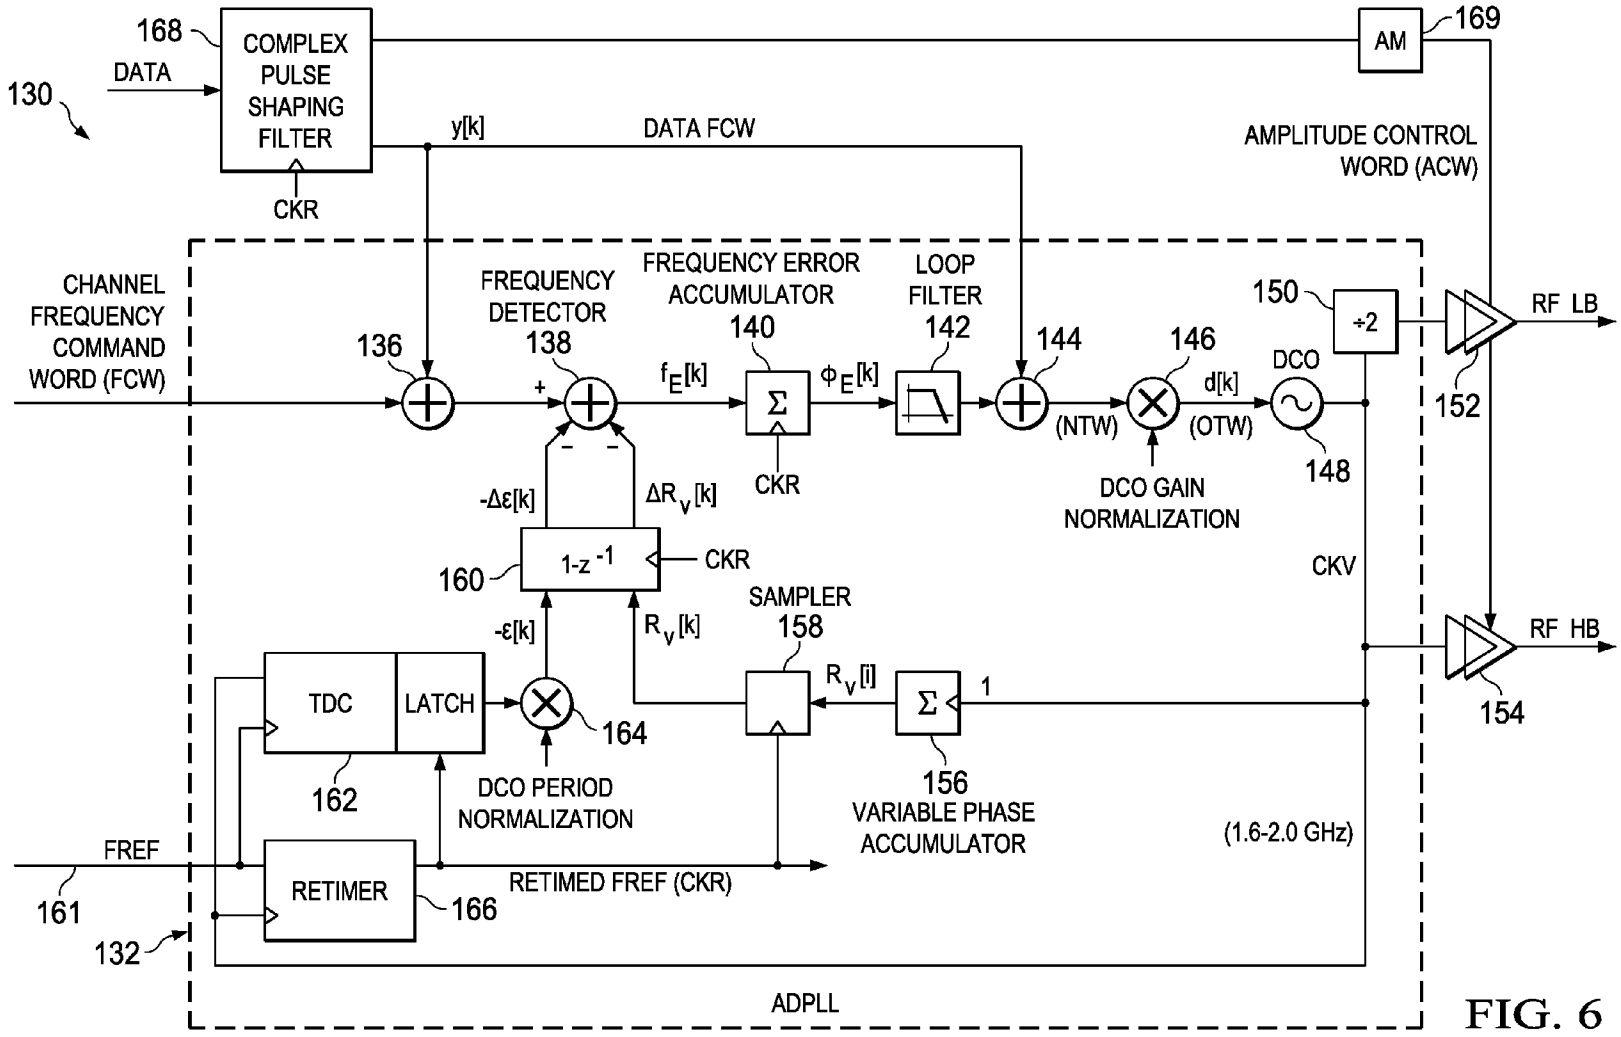 168
COMPLEX
PULSE
SHAPING
FILTER
DATA
130
CKR
y[k]
DATA FCW
AM
169
AMPLITUDE CONTROL
WORD (ACW)
CHANNEL
FREQUENCY
COMMAND
WORD (FCW)
136
FREQUENCY
DETECTOR
138
+
−
−
fE[k]
FREQUENCY ERROR
ACCUMULATOR
140
Σ
CKR
ϕE[k]
LOOP
FILTER
142
144
(NTW)
146
d[k]
(OTW)
DCO GAIN
NORMALIZATION
DCO
148
150
÷2
RF LB
152
-Δε[k]
ΔRv[k]
160
1-z -1
CKR
CKV
-ε[k]
Rv[k]
SAMPLER
158
Rv[i]
Σ
1
156
VARIABLE PHASE
ACCUMULATOR
RF HB
154
TDC
LATCH
162
164
DCO PERIOD
NORMALIZATION
(1.6-2.0 GHz)
FREF
161
RETIMER
166
RETIMED FREF (CKR)
132
ADPLL
FIG. 6